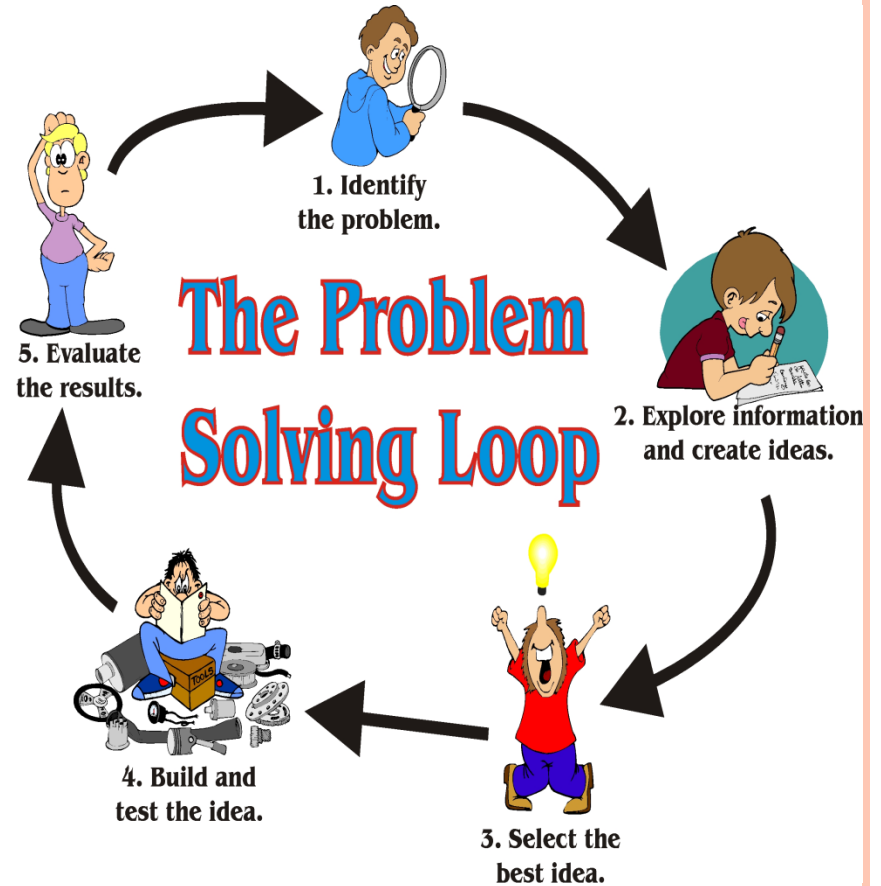 The Problem
Solving Loop
1. Identify
the problem.
2. Explore information
and create ideas.
3. Select the
best idea.
4. Build and
test the idea.
TOOLS
5. Evaluate
the results.